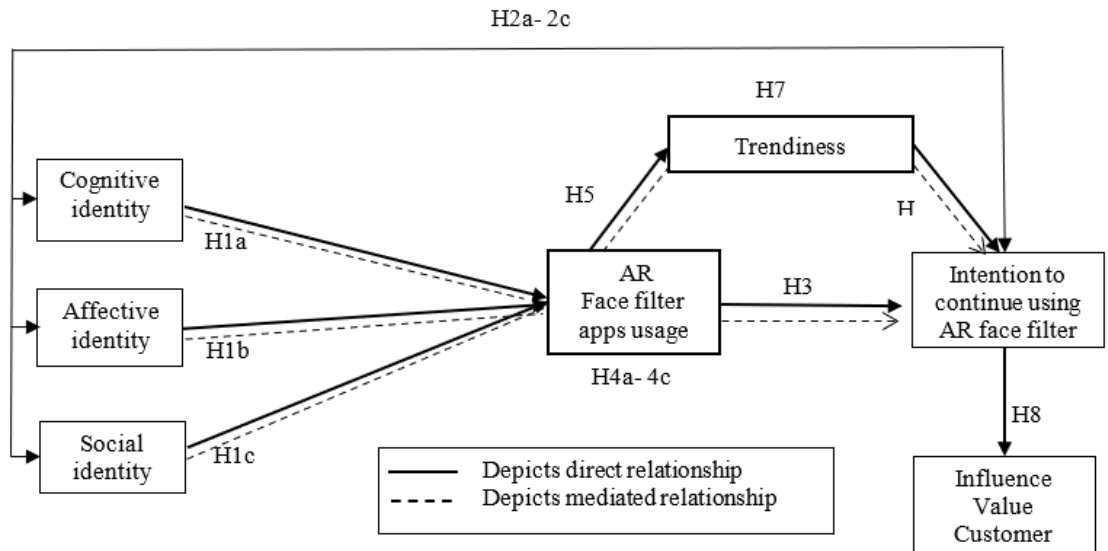 H2a- 2c
H7
Trendiness
Cognitive
identity
H5
H
H1a
AR
Face filter
apps usage
H3
Intention to
continue using
AR face filter
Affective
identity
H1b
H4a- 4c
H8
Social
identity
H1c
Depicts direct relationship
Depicts mediated relationship
Influence
Value
Customer